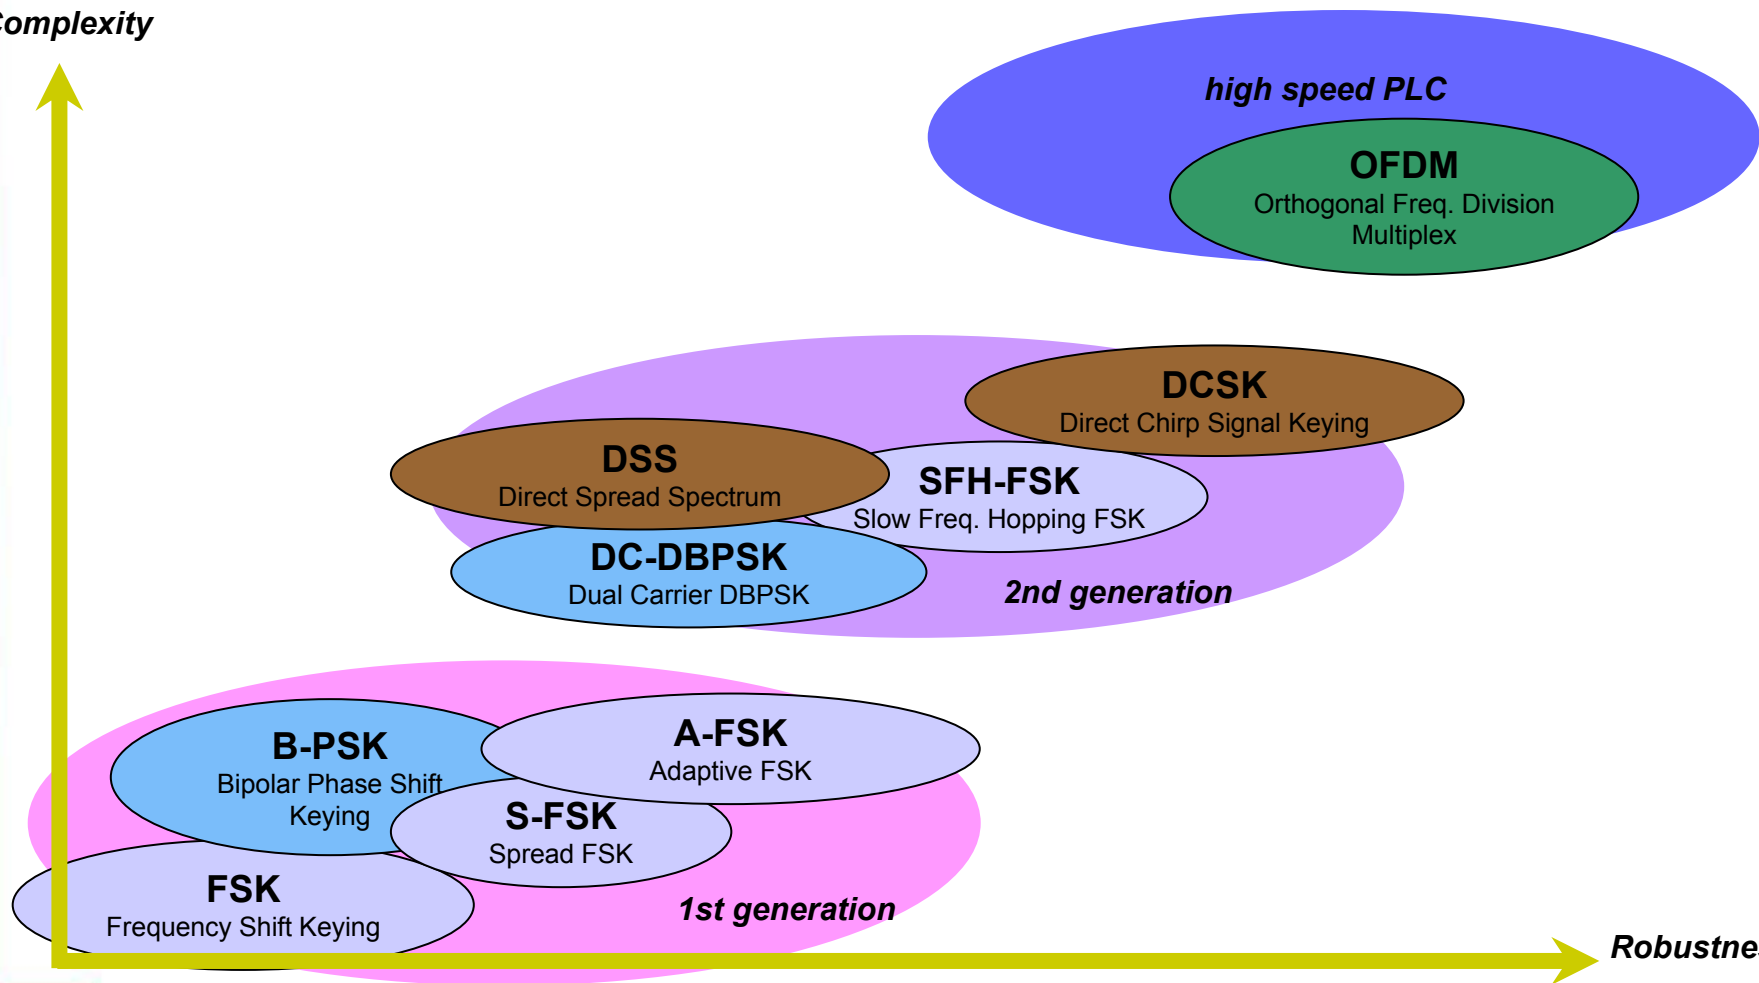 Complexity
high speed PLC
OFDM
Orthogonal Freq. Division
Multiplex
DCSK
Direct Chirp Signal Keying
DSS
Direct Spread Spectrum
SFH-FSK
Slow Freq. Hopping FSK
DC-DBPSK
Dual Carrier DBPSK
2nd generation
B-PSK
Bipolar Phase Shift
Keying
A-FSK
Adaptive FSK
S-FSK
Spread FSK
FSK
Frequency Shift Keying
1st generation
Robustnes